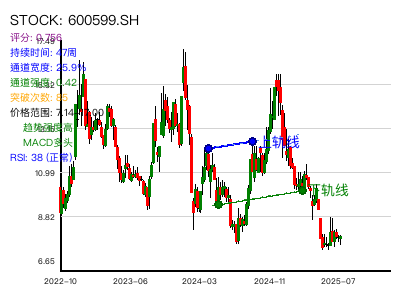 STOCK: 600599.SH
评分: 0.756
持续时间: 47周
通道宽度: 25.9%
通道强度: 0.42
突破次数: 85
价格范围: 7.14
趋势强度高
MACD多头
RSI: 38 (正常)
上轨线
下轨线
10.99
8.82
6.65
2022-10
2023-06
2024-03
2024-11
2025-07